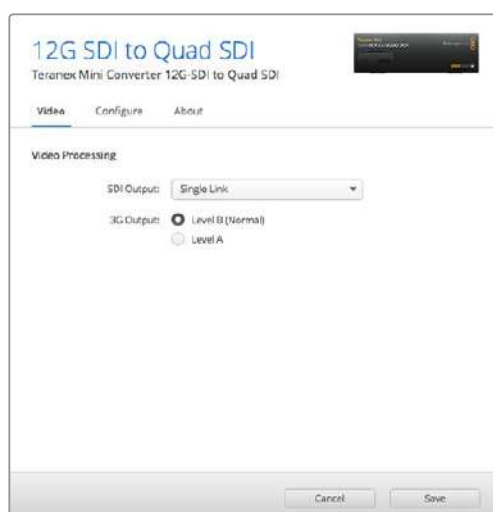 12G SDI to Quad SDI
Teranex Mini Converter 12G-SDI to Quad SDI
Video Configure About
Video Processing
SDI Output: Single Link
3G Output: Level B (Normal)
Level A
Cancel Save